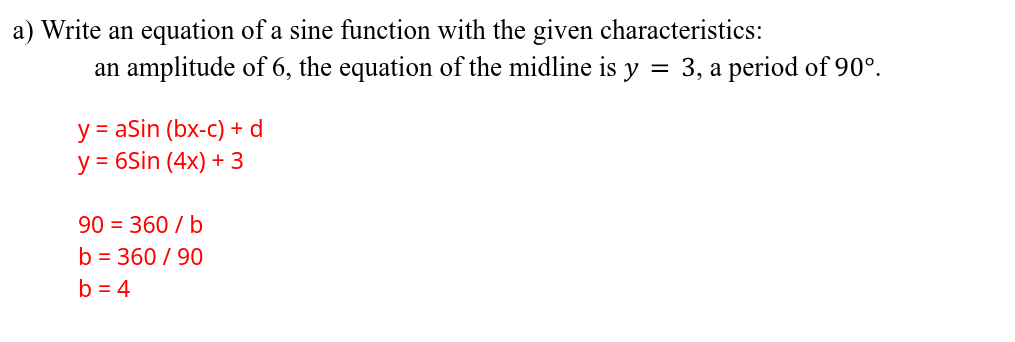 a) Write an equation of a sine function with the given characteristics:
an amplitude of 6, the equation of the midline is y = 3, a period of 90°.
y = aSin (bx-c) + d
y = 6Sin (4x) + 3
90 = 360 / b
b = 360 / 90
b = 4